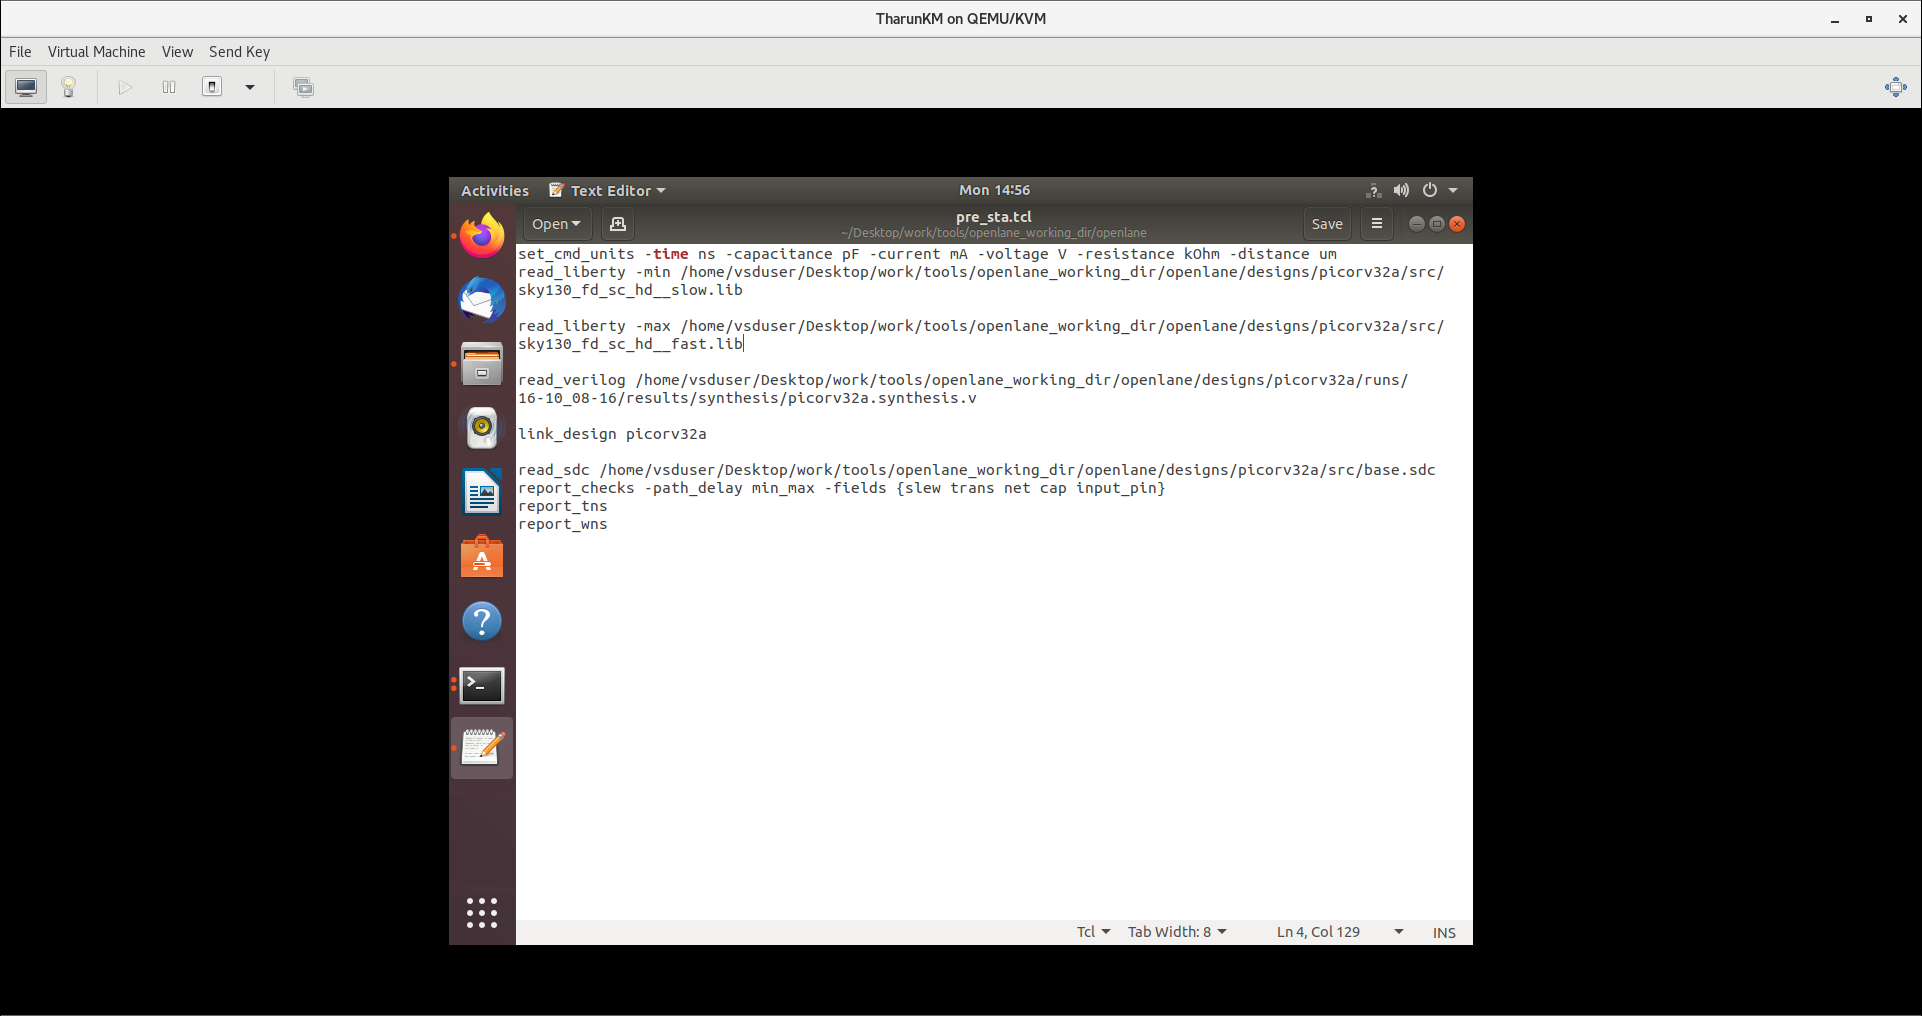 TharunKM on QEMU/KVM
File Virtual Machine View Send Key
Activities Text Editor Mon 14:56
Open pre_sta.tcl Save
~/Desktop/work/tools/openlane_working_dir/openlane
set_cmd_units -time ns -capacitance pF -current mA -voltage V -resistance kOhm -distance um
read_liberty -min /home/vsduser/Desktop/work/tools/openlane_working_dir/openlane/designs/picorv32a/src/
sky130_fd_sc_hd__slow.lib
read_liberty -max /home/vsduser/Desktop/work/tools/openlane_working_dir/openlane/designs/picorv32a/src/
sky130_fd_sc_hd__fast.lib
read_verilog /home/vsduser/Desktop/work/tools/openlane_working_dir/openlane/designs/picorv32a/runs/
16-10_08-16/results/synthesis/picorv32a.synthesis.v
link_design picorv32a
read_sdc /home/vsduser/Desktop/work/tools/openlane_working_dir/openlane/designs/picorv32a/src/base.sdc
report_checks -path_delay min_max -fields {slew trans net cap input_pin}
report_tns
report_wns
Tcl Tab Width: 8 Ln 4, Col 129 INS